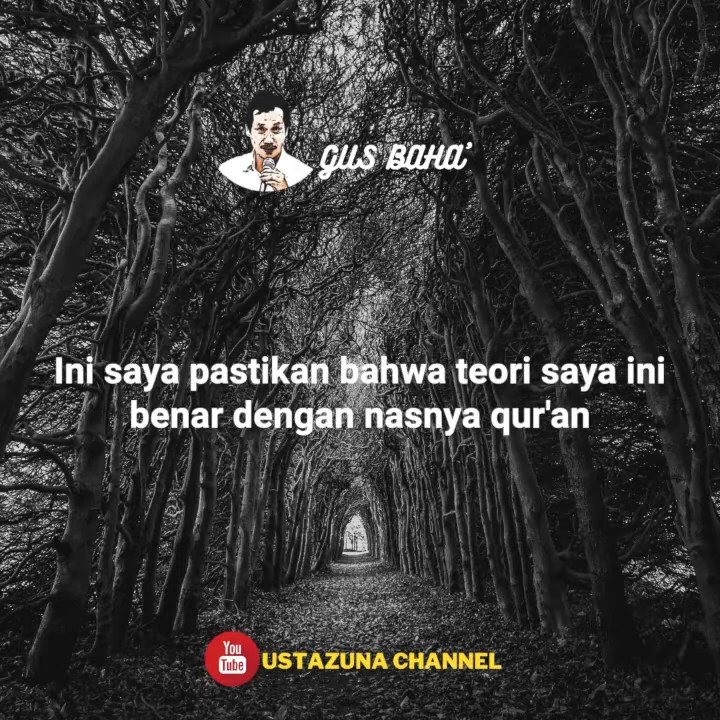 GUS BAHA'
Ini saya pastikan bahwa teori saya ini
benar dengan nasnya qur'an
You
Tube
USTAZUNA CHANNEL